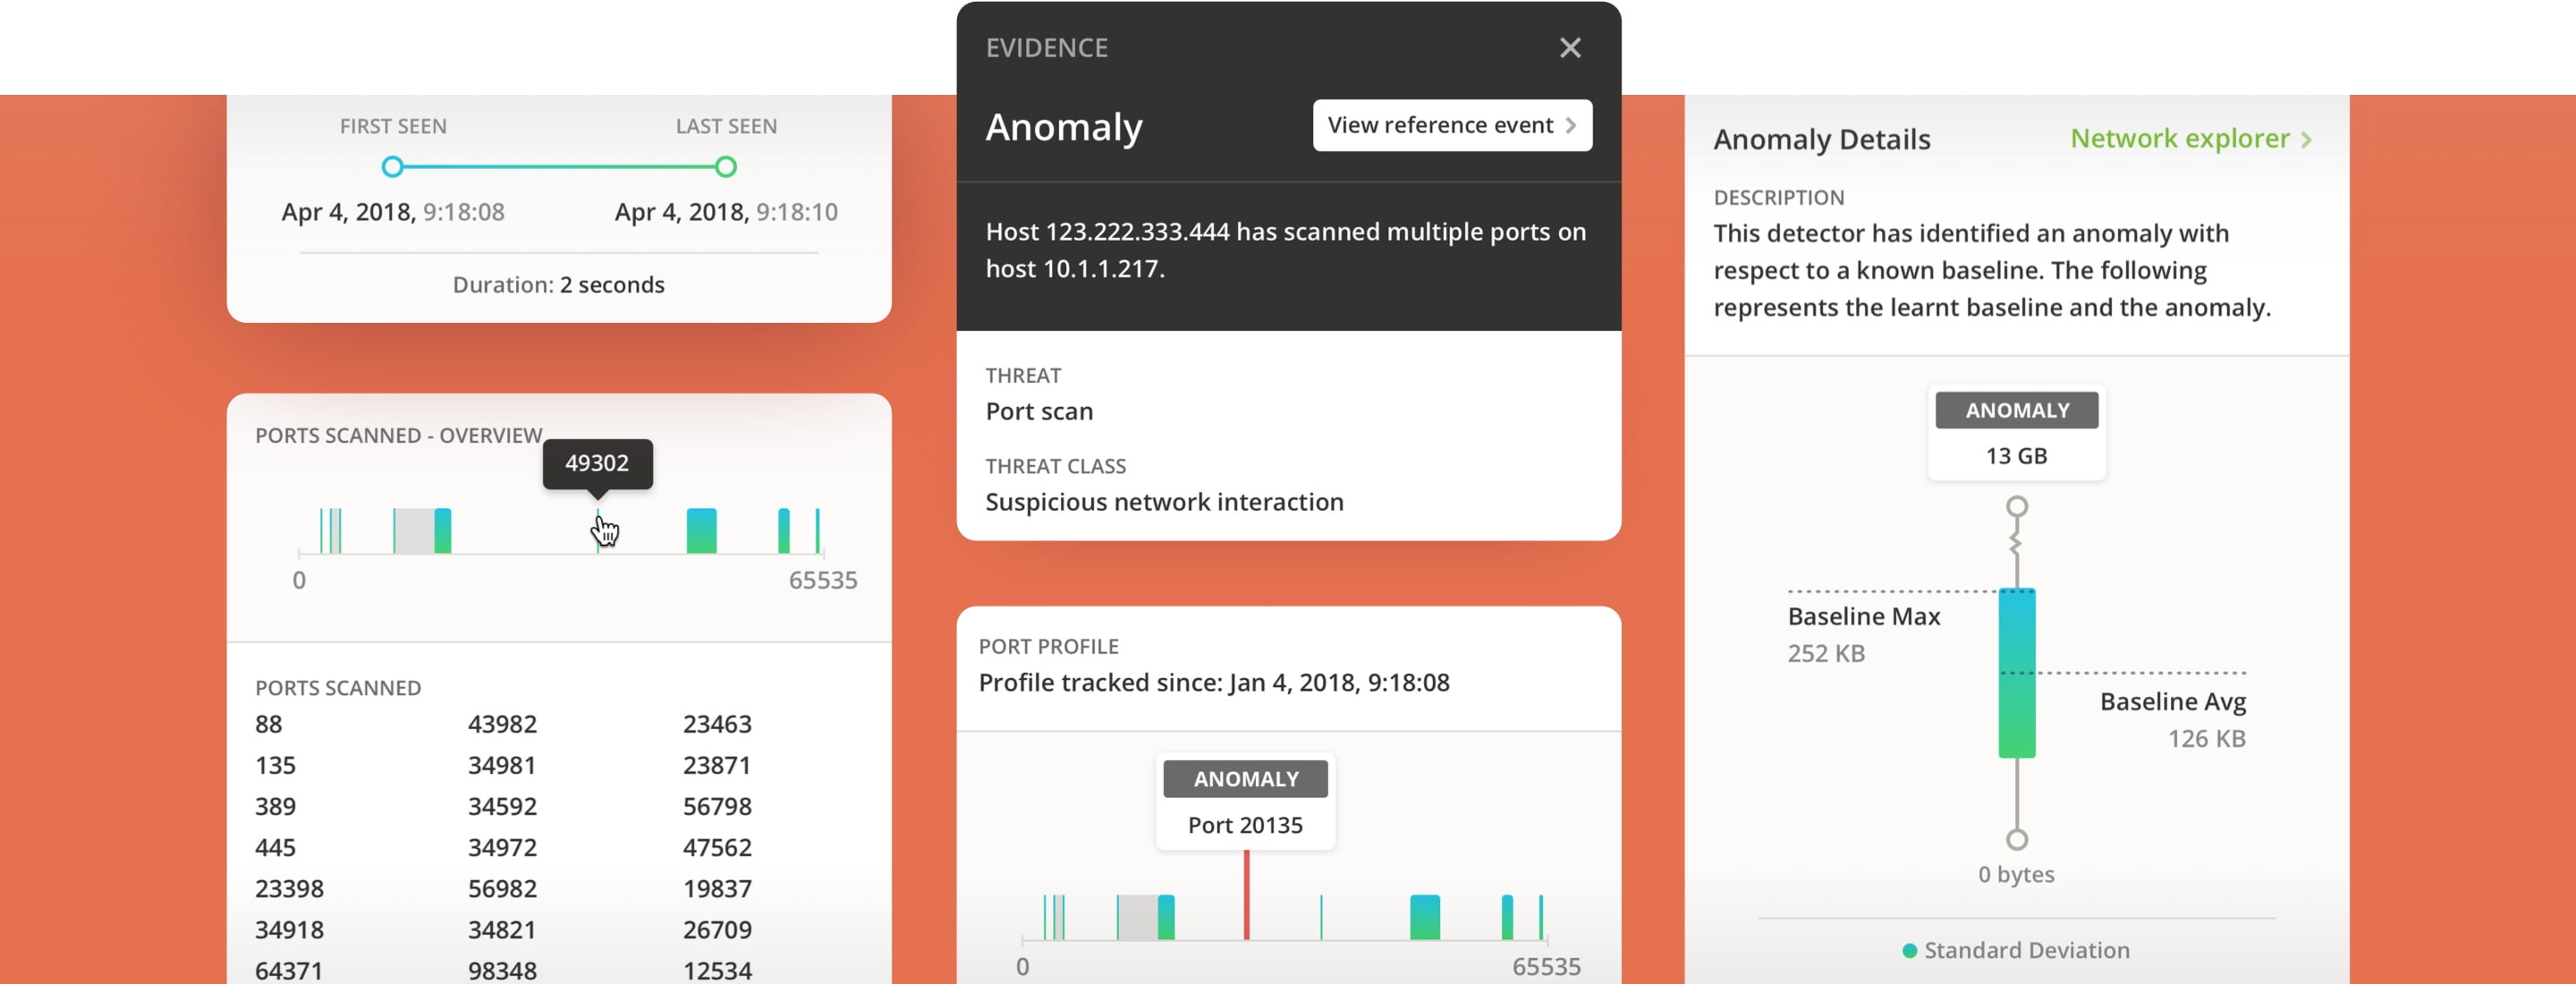 FIRST SEEN
LAST SEEN
Apr 4, 2018, 9:18:08
Apr 4, 2018, 9:18:10
Duration: 2 seconds
PORTS SCANNED - OVERVIEW
49302
0
65535
PORTS SCANNED
88 43982 23463
135 34981 23871
389 34592 56798
445 34972 47562
23398 56982 19837
34918 34821 26709
64371 98348 12534
EVIDENCE
Anomaly
View reference event
Host 123.222.333.444 has scanned multiple ports on
host 10.1.1.217.
THREAT
Port scan
THREAT CLASS
Suspicious network interaction
PORT PROFILE
Profile tracked since: Jan 4, 2018, 9:18:08
ANOMALY
Port 20135
0
65535
Anomaly Details
Network explorer
DESCRIPTION
This detector has identified an anomaly with
respect to a known baseline. The following
represents the learnt baseline and the anomaly.
ANOMALY
13 GB
Baseline Max
252 KB
Baseline Avg
126 KB
0 bytes
Standard Deviation